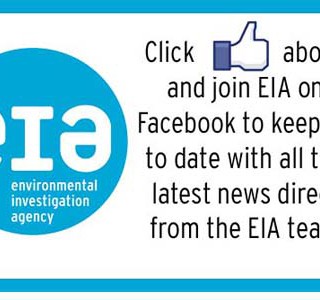 Click abo
and join EIA on
Facebook to keep
to date with all t
latest news direc
from the EIA tea
eia
environmental
investigation
agency